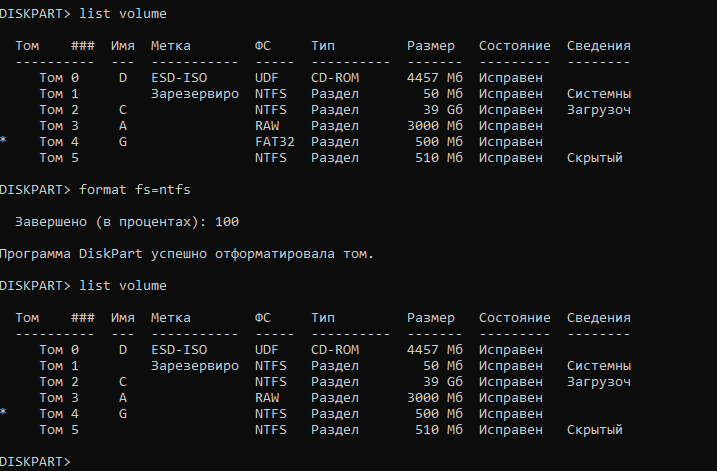 DISKPART> list volume
Том ### Имя Метка ФС Тип Размер Состояние Сведения
---------- --- ----------- ----- ---------- ------- --------- --------
Том 0 D ESD-ISO UDF CD-ROM 4457 Мб Исправен
Том 1 Зарезервиро NTFS Раздел 50 Мб Исправен Системны
Том 2 C NTFS Раздел 39 Gб Исправен Загрузоч
Том 3 A RAW Раздел 3000 Мб Исправен
* Том 4 G FAT32 Раздел 500 Мб Исправен
Том 5 NTFS Раздел 510 Мб Исправен Скрытый
DISKPART> format fs=ntfs
Завершено (в процентах): 100
Программа DiskPart успешно отформатировала том.
DISKPART> list volume
Том ### Имя Метка ФС Тип Размер Состояние Сведения
---------- --- ----------- ----- ---------- ------- --------- --------
Том 0 D ESD-ISO UDF CD-ROM 4457 Мб Исправен
Том 1 Зарезервиро NTFS Раздел 50 Мб Исправен Системны
Том 2 C NTFS Раздел 39 Gб Исправен Загрузоч
Том 3 A RAW Раздел 3000 Мб Исправен
* Том 4 G NTFS Раздел 500 Мб Исправен
Том 5 NTFS Раздел 510 Мб Исправен Скрытый
DISKPART>